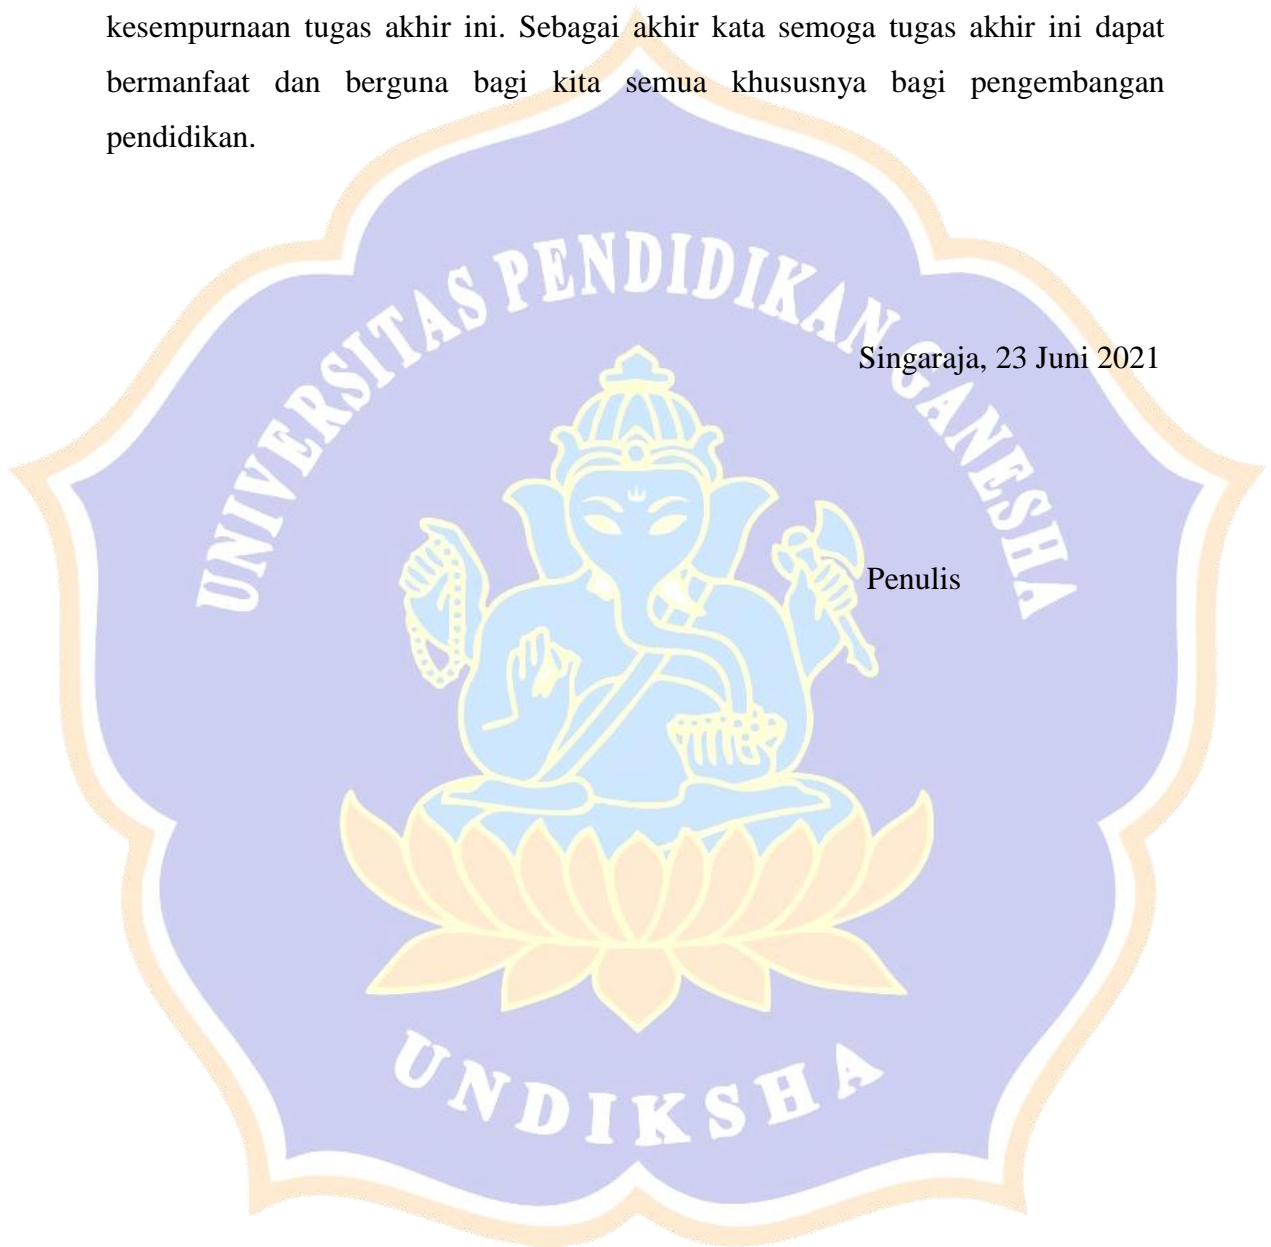 kesempurnaan tugas akhir ini. Sebagai akhir kata semoga tugas akhir ini dapat
bermanfaat dan berguna bagi kita semua khususnya bagi pengembangan
pendidikan.
UNIVERSITAS PENDIDIKAN GANESHA
Singaraja, 23 Juni 2021
Penulis
UNDIKSHA